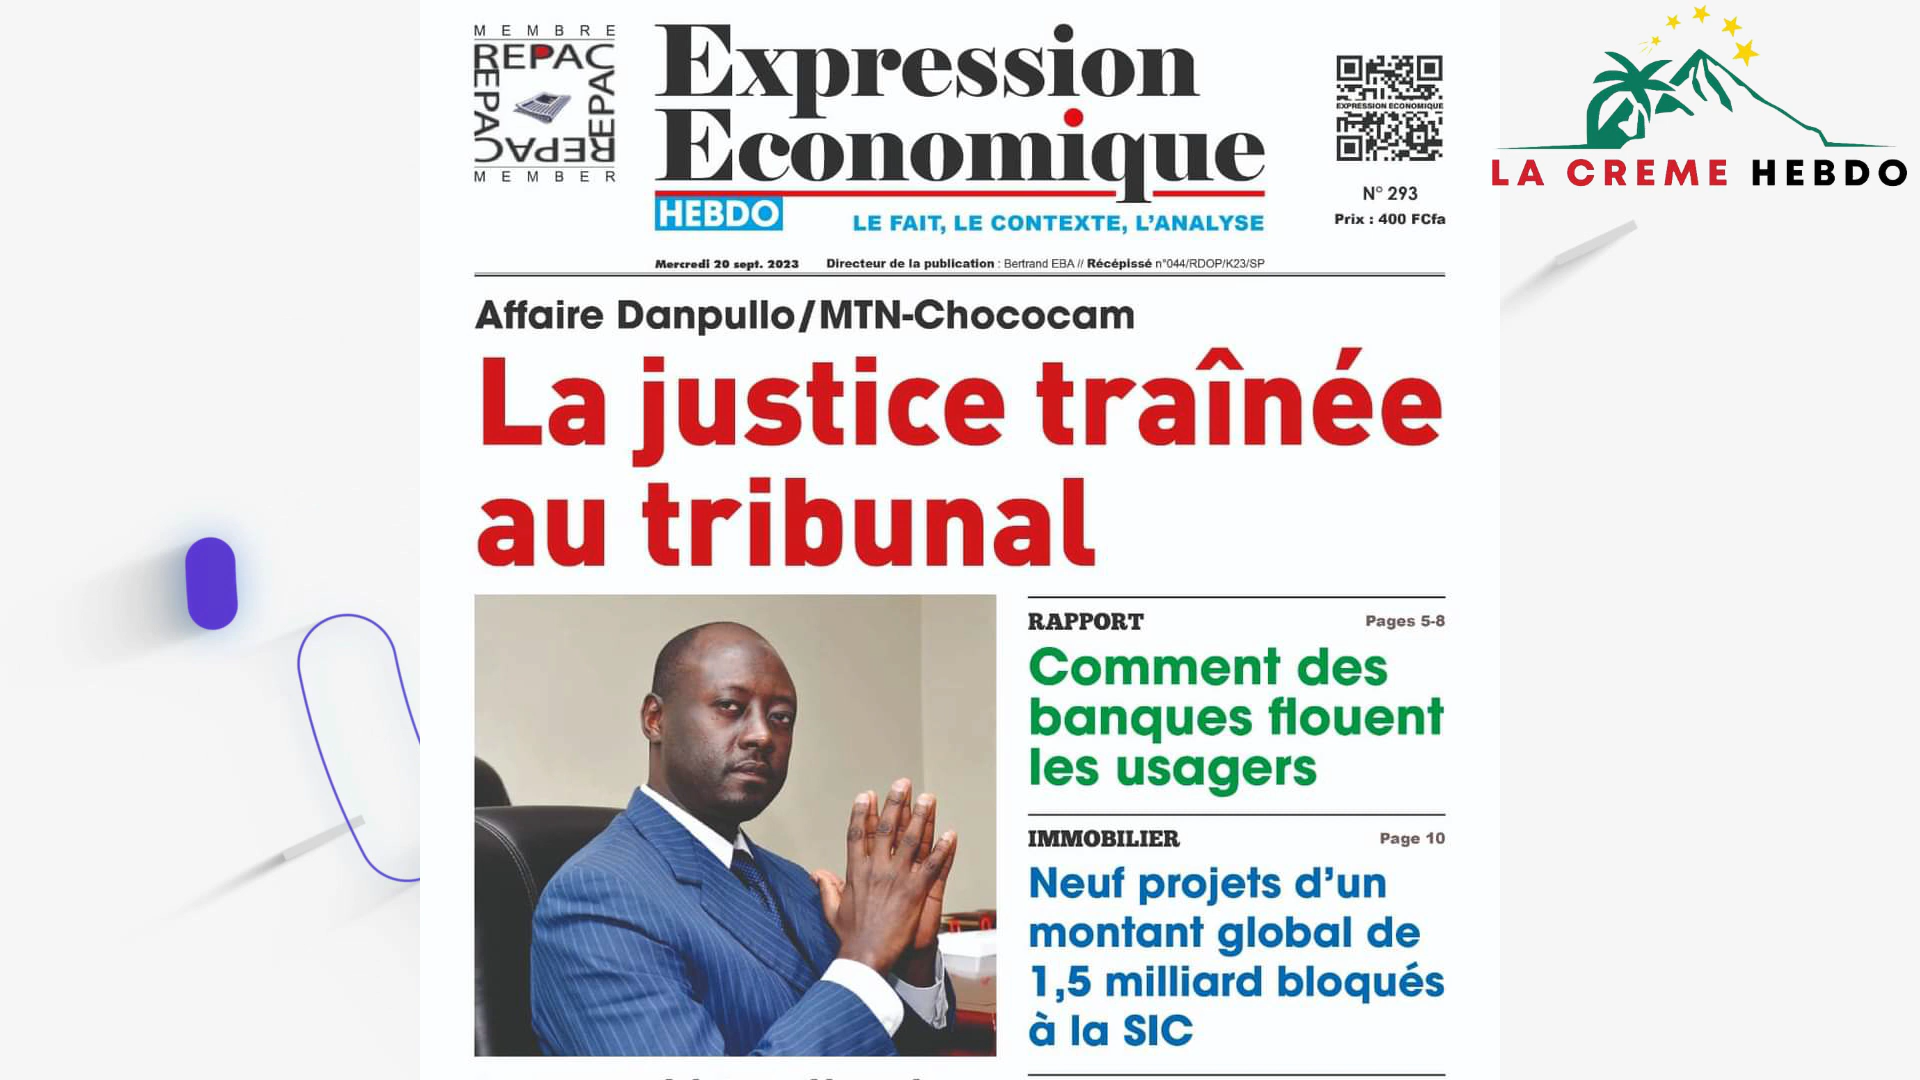 MEMBRE
REPAC
REPAC
REPAC
REPAC
MEMBER
Expression
Economique
HEBDO
LE FAIT, LE CONTEXTE, L'ANALYSE
EXPRESSION ECONOMIQUE
N° 293
Prix : 400 FCfa
LA CREME HEBDO
Mercredi 20 sept. 2023 Directeur de la publication : Bertrand EBA // Récépissé n°044/RDOP/K23/SP
Affaire Danpullo/MTN-Chococam
La justice traînée
au tribunal
RAPPORT Pages 5-8
Comment des
banques flouent
les usagers
IMMOBILIER Page 10
Neuf projets d’un
montant global de
1,5 milliard bloqués
à la SIC